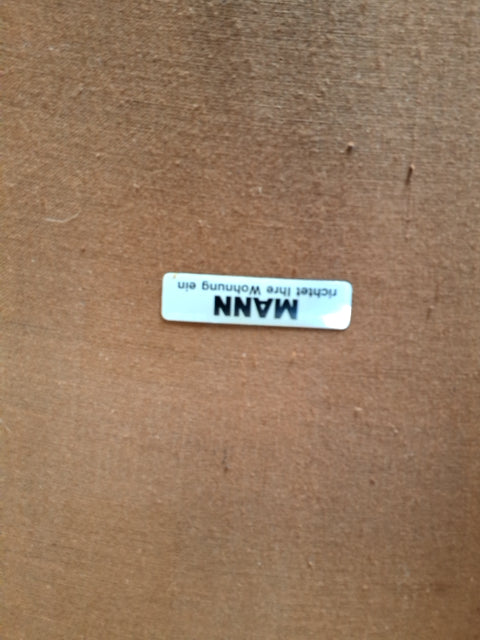 MANN
richtet Ihre Wohnung ein